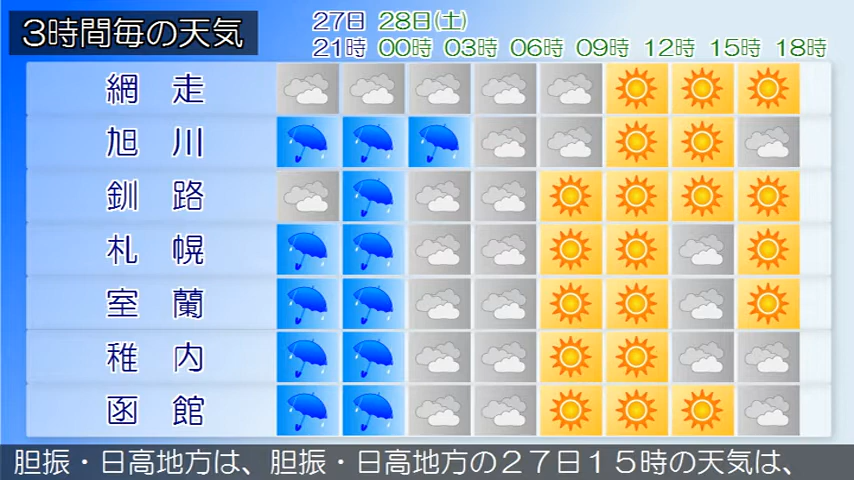 3時間毎の天気
27日 28日(土)
21時 00時 03時 06時 09時 12時 15時 18時
網 走
旭 川
釧 路
札 幌
室 蘭
稚 内
函 館
胆振・日高地方は、胆振・日高地方の27日15時の天気は、